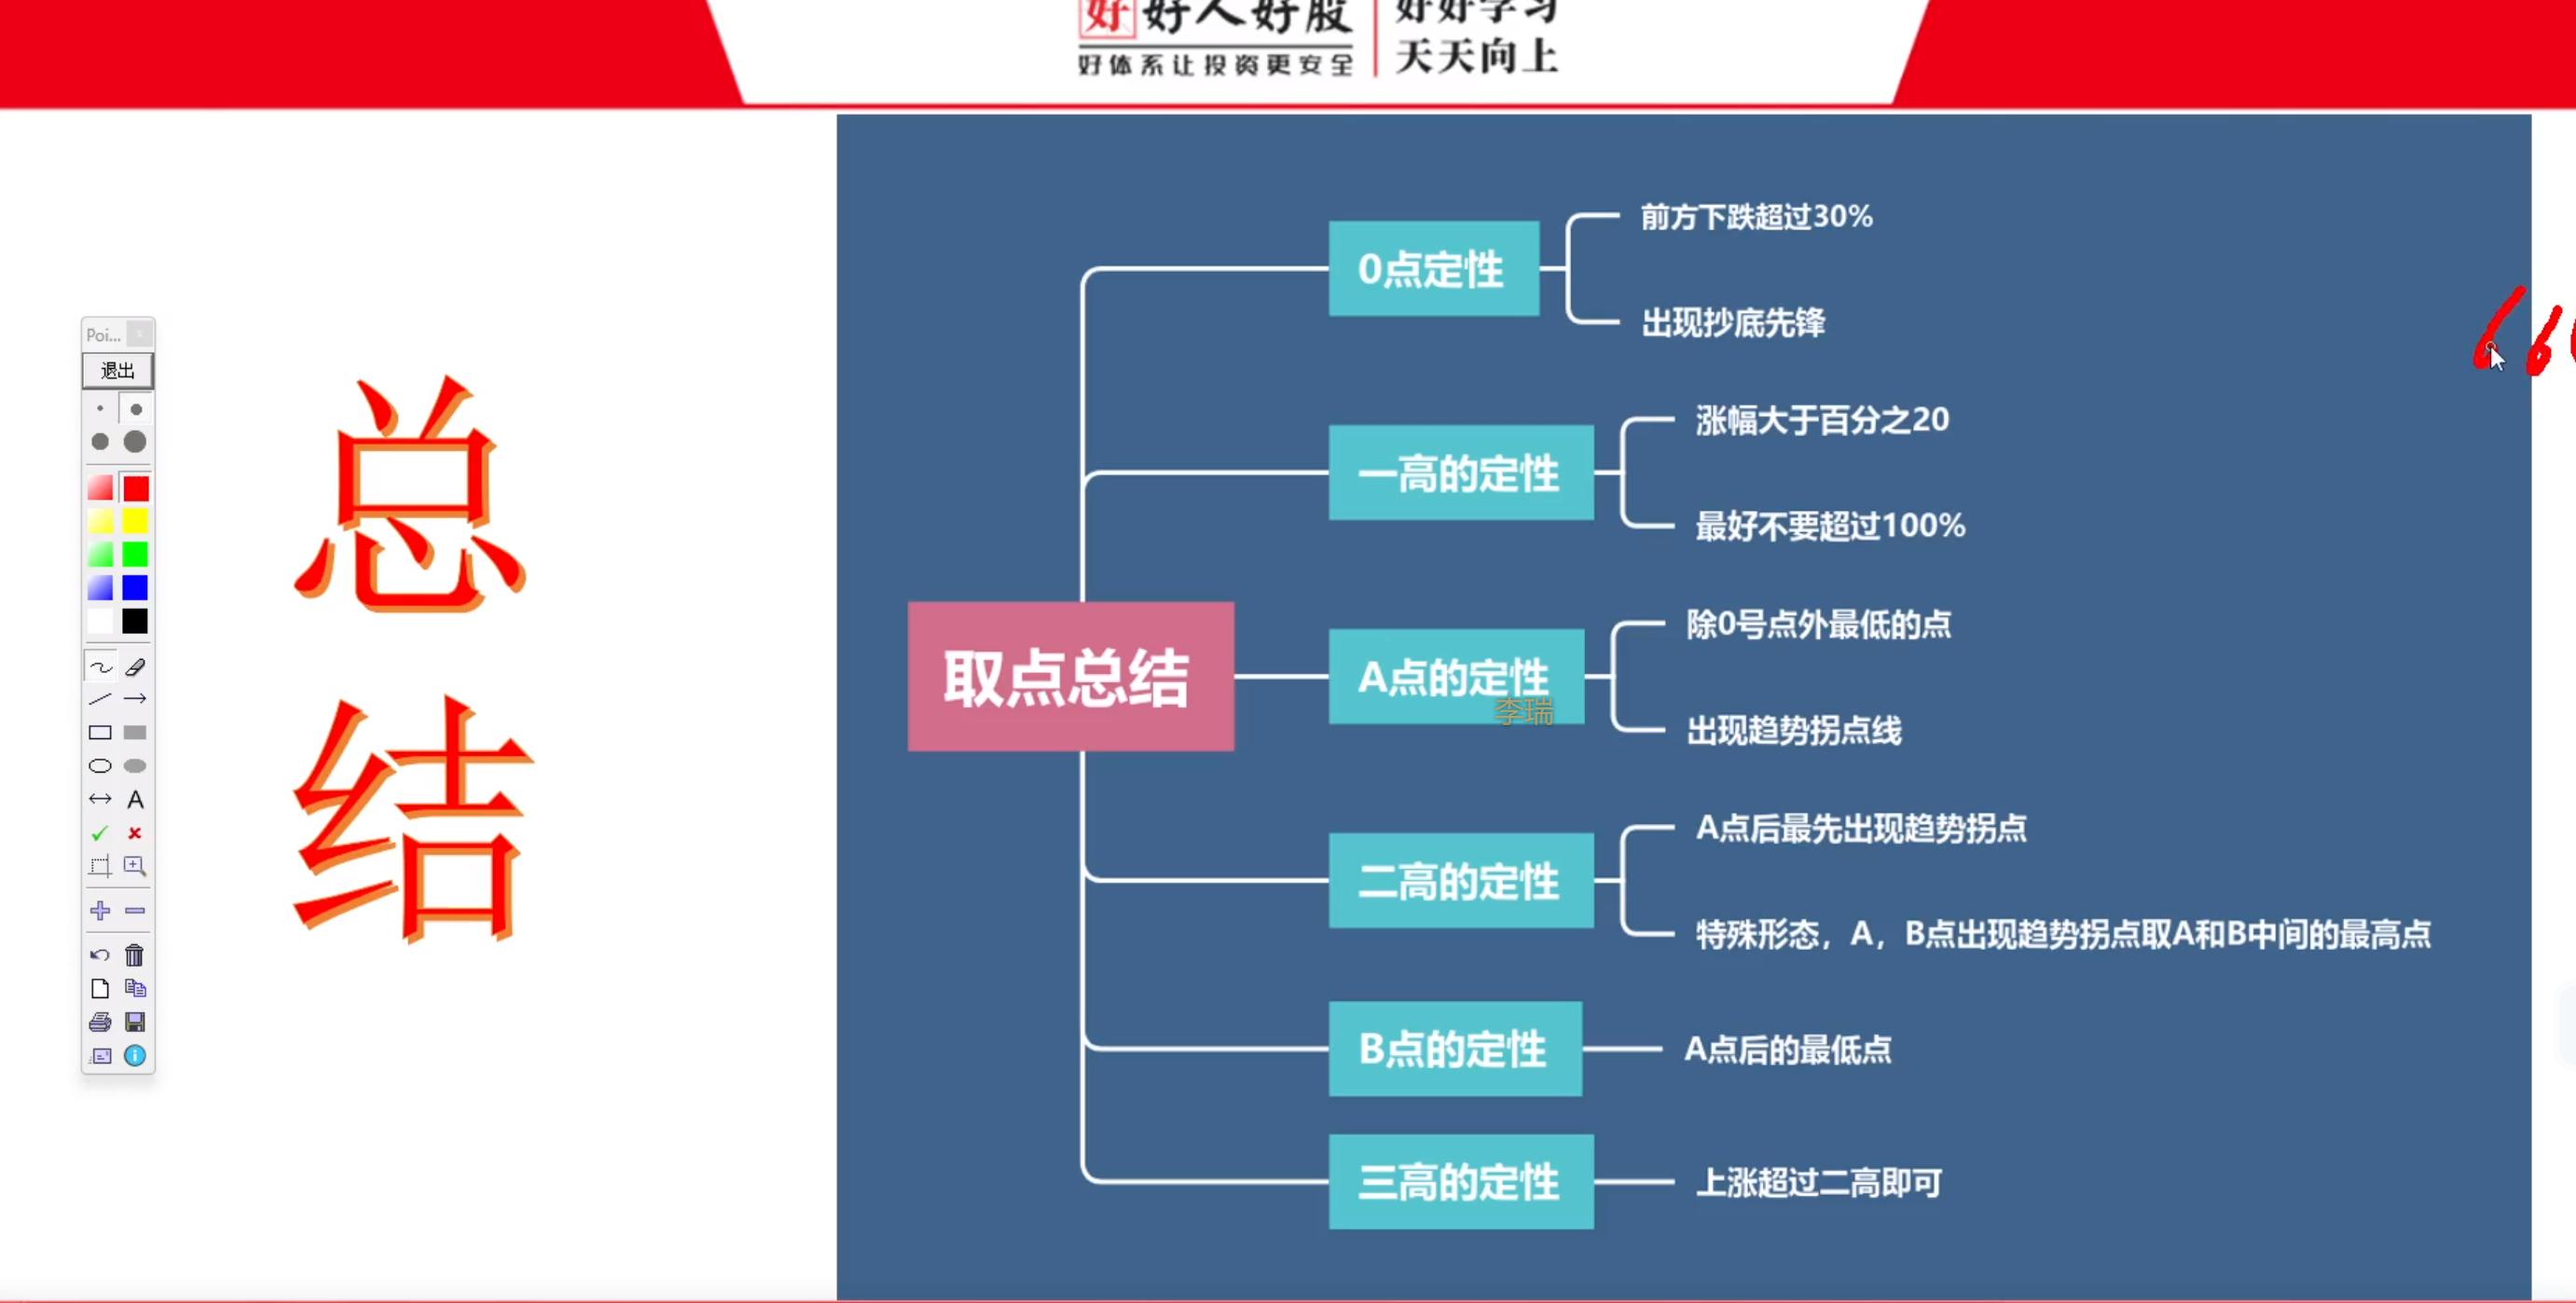 好 好人好股
好体系让投资更安全
好好学习
天天向上
Poi...
退出
A
总
结
取点总结
0点定性
前方下跌超过30%
出现抄底先锋
一高的定性
涨幅大于百分之20
最好不要超过100%
A点的定性
李瑞
除0号点外最低的点
出现趋势拐点线
二高的定性
A点后最先出现趋势拐点
特殊形态，A，B点出现趋势拐点取A和B中间的最高点
B点的定性
A点后的最低点
三高的定性
上涨超过二高即可
66